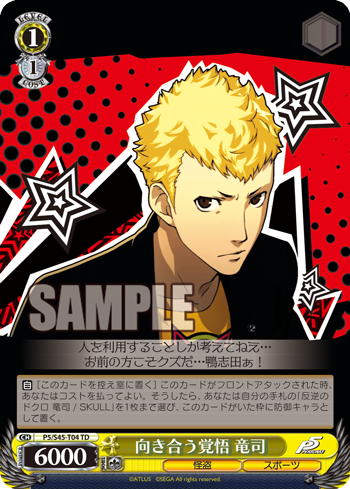 LEVEL
1
1
COST
SAMPLE
人を利用することしか考えてねえ…
お前の方こそクズだ…鴨志田ぁ！
自 [このカードを控え室に置く] このカードがフロントアタックされた時、
あなたはコストを払ってよい。そうしたら、あなたは自分の手札の「反逆
のドクロ 竜司 / SKULL」を1枚まで選び、このカードがいた枠に防御キャラと
して置く。
CH P5/S45-T04 TD
向き合う覚悟 竜司
P5
6000
怪盗
スポーツ
©ATLUS ©SEGA All rights reserved.